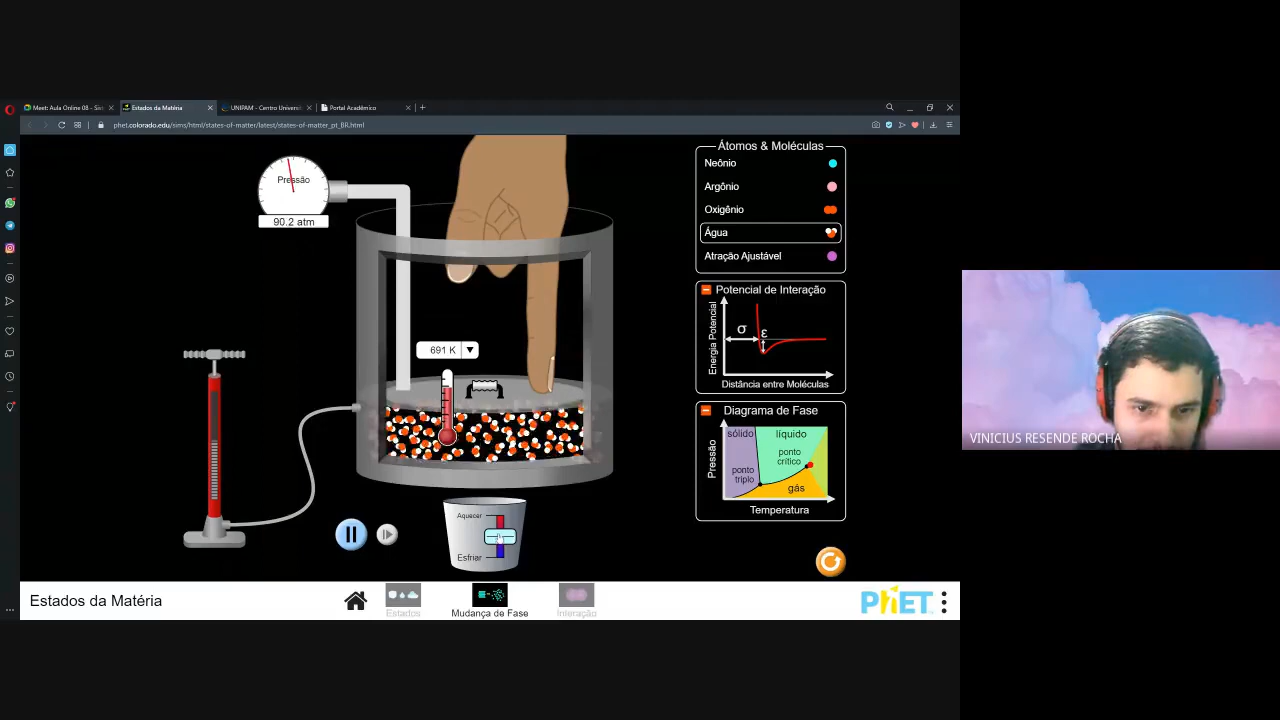 Meet: Aula Online 08 - Sis
Estados da Matéria
UNIPAM - Centro Universit
Portal Acadêmico
phet.colorado.edu/sims/html/states-of-matter/latest/states-of-matter_pt_BR.html
Pressão
90.2 atm
691 K
Aquecer
Esfriar
Átomos & Moléculas
Neônio
Argônio
Oxigênio
Água
Atração Ajustável
Potencial de Interação
Energia Potencial
σ
ε
Distância entre Moléculas
Diagrama de Fase
Pressão
sólido
líquido
ponto
crítico
ponto
triplo
gás
Temperatura
VINICIUS RESENDE ROCHA
Estados da Matéria
Estados
Mudança de Fase
Interação
PhET